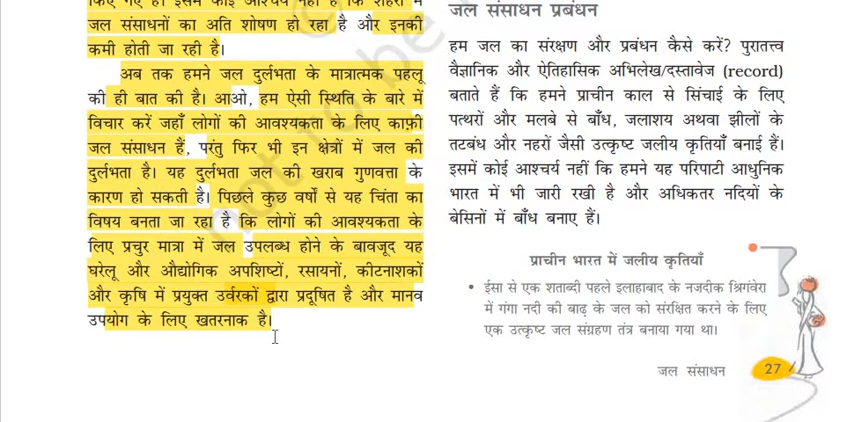 किए गए हैं। इसमें कोई आश्चर्य नहीं है कि शहरों में
जल संसाधनों का अति शोषण हो रहा है और इनकी
कमी होती जा रही है।
अब तक हमने जल दुर्लभता के मात्रात्मक पहलू
की ही बात की है। आओ, हम ऐसी स्थिति के बारे में
विचार करें जहाँ लोगों की आवश्यकता के लिए काफ़ी
जल संसाधन हैं, परंतु फिर भी इन क्षेत्रों में जल की
दुर्लभता है। यह दुर्लभता जल की खराब गुणवत्ता के
कारण हो सकती है। पिछले कुछ वर्षों से यह चिंता का
विषय बनता जा रहा है कि लोगों की आवश्यकता के
लिए प्रचुर मात्रा में जल उपलब्ध होने के बावजूद यह
घरेलू और औद्योगिक अपशिष्टों, रसायनों, कीटनाशकों
और कृषि में प्रयुक्त उर्वरकों द्वारा प्रदूषित है और मानव
उपयोग के लिए खतरनाक है।
जल संसाधन प्रबंधन
हम जल का संरक्षण और प्रबंधन कैसे करें? पुरातत्त्व
वैज्ञानिक और ऐतिहासिक अभिलेख/दस्तावेज (record)
बताते हैं कि हमने प्राचीन काल से सिंचाई के लिए
पत्थरों और मलबे से बाँध, जलाशय अथवा झीलों के
तटबंध और नहरों जैसी उत्कृष्ट जलीय कृतियाँ बनाई हैं।
इसमें कोई आश्चर्य नहीं कि हमने यह परिपाटी आधुनिक
भारत में भी जारी रखी है और अधिकतर नदियों के
बेसिनों में बाँध बनाए हैं।
प्राचीन भारत में जलीय कृतियाँ
• ईसा से एक शताब्दी पहले इलाहाबाद के नजदीक श्रिगंवेरा
में गंगा नदी की बाढ़ के जल को संरक्षित करने के लिए
एक उत्कृष्ट जल संग्रहण तंत्र बनाया गया था।
जल संसाधन 27
not to be